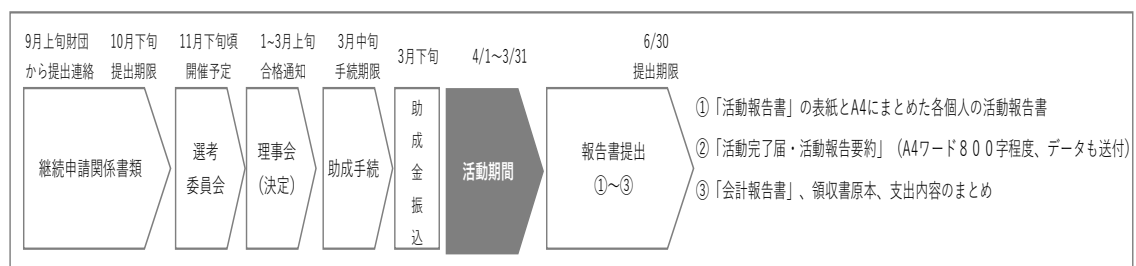 9月上旬財団
から提出連絡
10月下旬
提出期限
11月下旬頃
開催予定
1~3月上旬
合格通知
3月中旬
手続期限
3月下旬
4/1～3/31
6/30
提出期限
継続申請関係書類
選考
委員会
理事会
(決定)
助成手続
助
成
金
振
込
活動期間
報告書提出
①～③
①「活動報告書」の表紙とA4にまとめた各個人の活動報告書
②「活動完了届・活動報告要約」（A4ワード８００字程度、データも送付）
③「会計報告書」、領収書原本、支出内容のまとめ